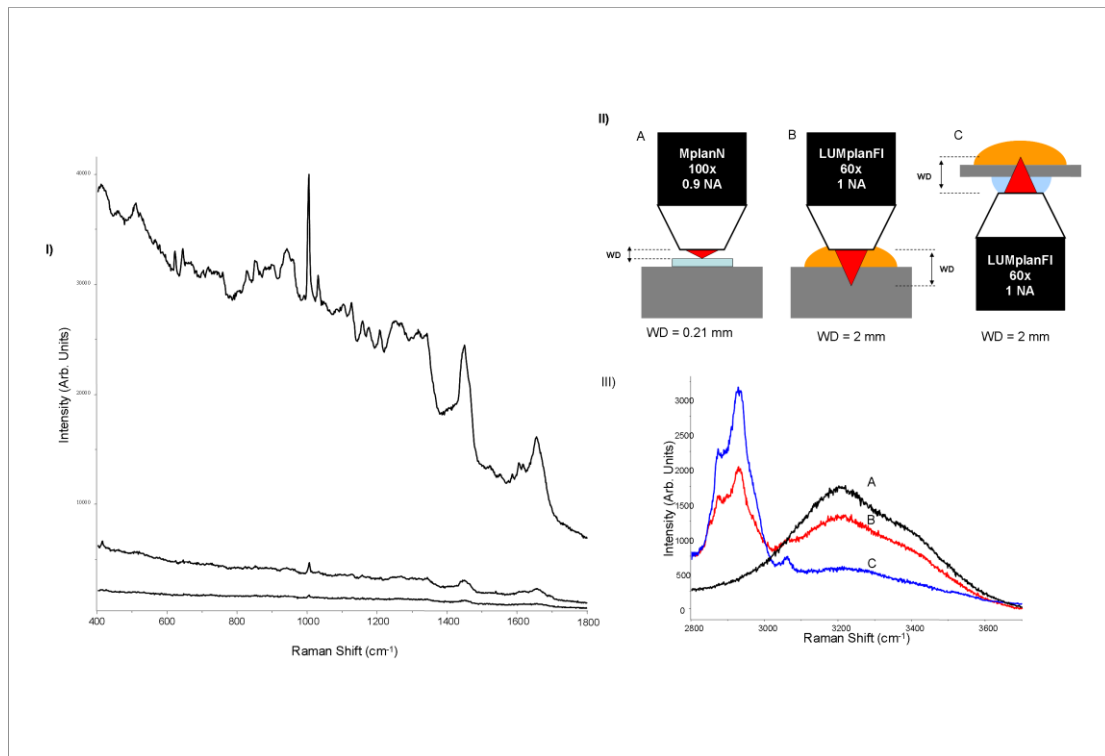 I)
40000
30000
20000
10000
Intensity (Arb. Units)
400
600
800
1000
1200
1400
1600
1800
Raman Shift (cm-1)
II)
A
MplanN
100x
0.9 NA
WD
WD = 0.21 mm
B
LUMplanFI
60x
1 NA
WD
WD = 2 mm
C
WD
LUMplanFI
60x
1 NA
WD = 2 mm
III)
3000
2500
2000
1500
1000
500
0
Intensity (Arb. Units)
A
B
C
2800
3000
3200
3400
3600
Raman Shift (cm-1)